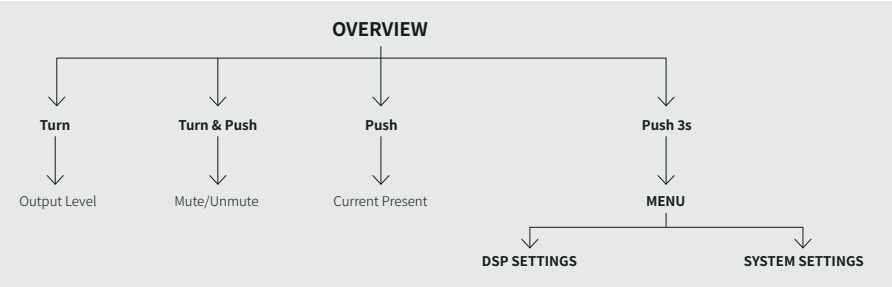 OVERVIEW
Turn
Turn & Push
Push
Push 3s
Output Level
Mute/Unmute
Current Present
MENU
DSP SETTINGS
SYSTEM SETTINGS